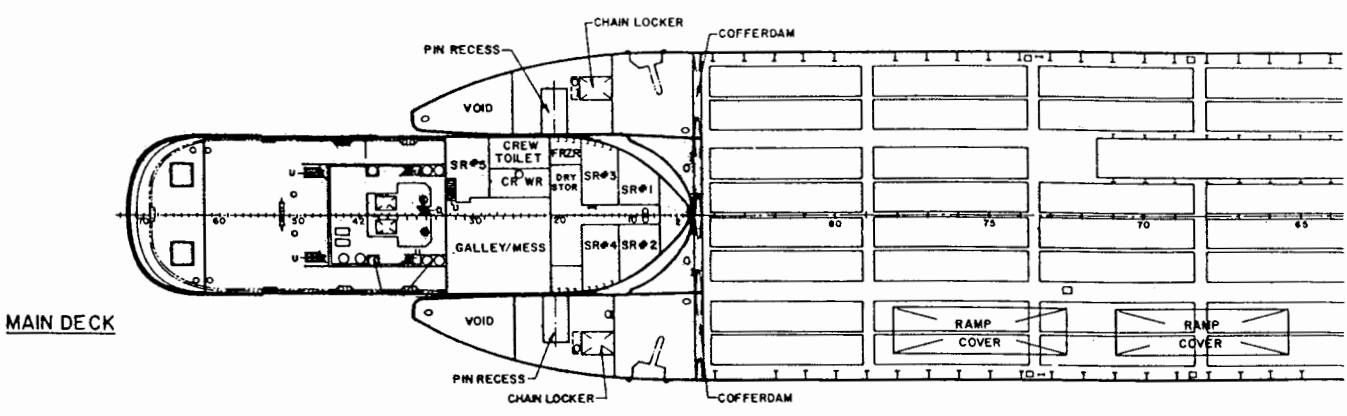 CHAIN LOCKER
COFFERDAM
PIN RECESS
VOID
CREW
TOILET
FRZR
SR#5
SR#3
CR WR
DRY
STOR
SR#1
70 60 50 42 30 20 10 2 80 75 70 65
GALLEY/MESS
SR#4
SR#2
U
U
MAIN DECK
VOID
RAMP
COVER
RAMP
COVER
PIN RECESS
CHAIN LOCKER
COFFERDAM